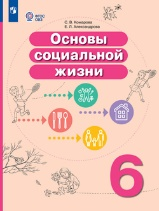 С. В. Комарова
Е. Л. Александрова
Основы
социальной
жизни
6